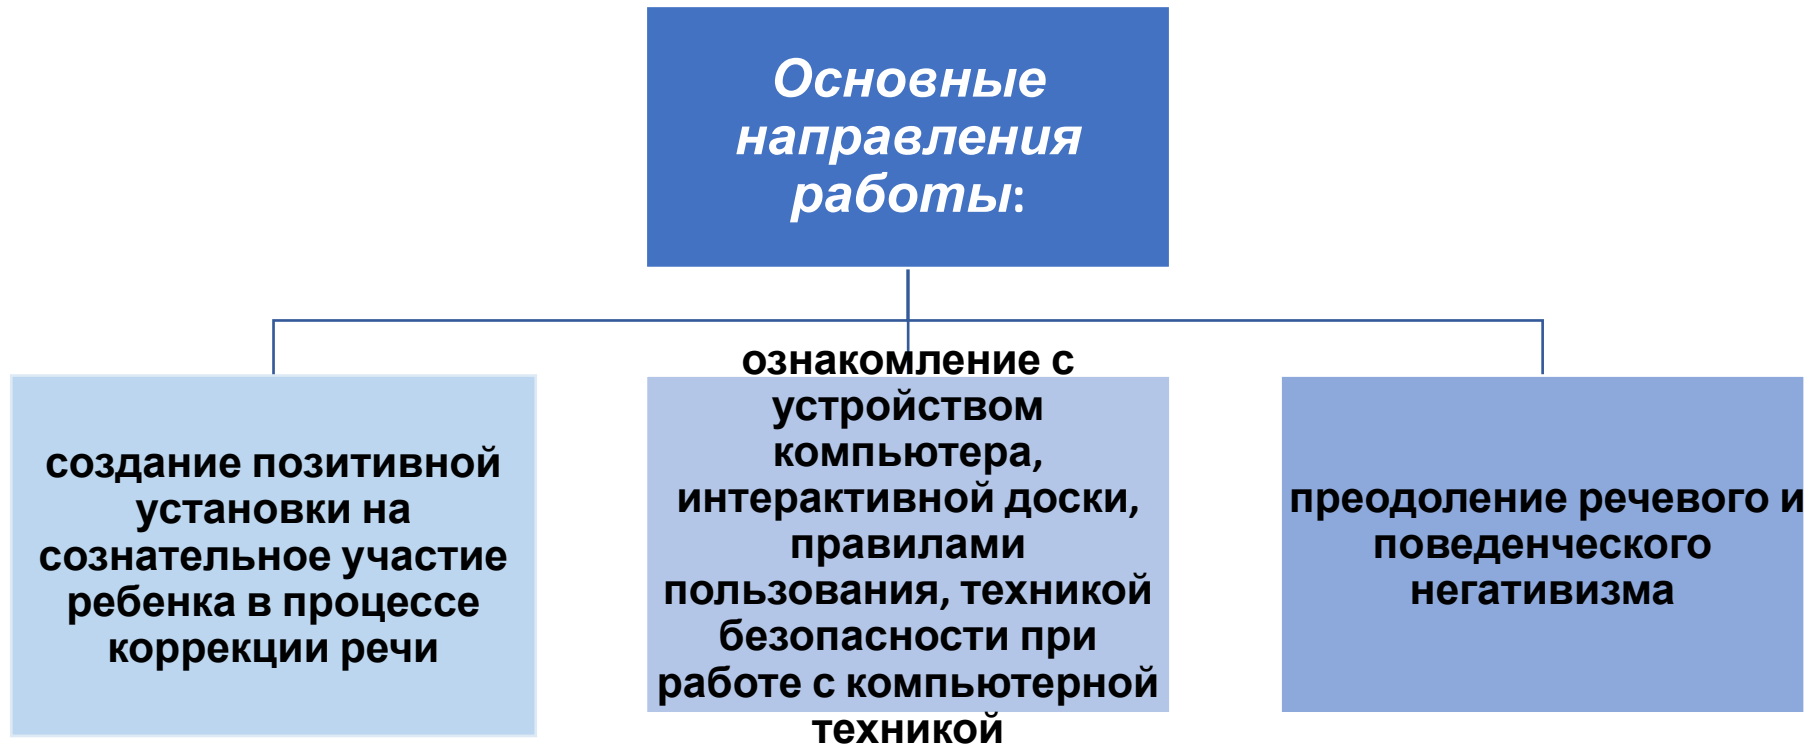 Основные
направления
работы:
создание позитивной
установки на
сознательное участие
ребенка в процессе
коррекции речи
ознакомление с
устройством
компьютера,
интерактивной доски,
правилами
пользования, техникой
безопасности при
работе с компьютерной
техникой
преодоление речевого и
поведенческого
негативизма